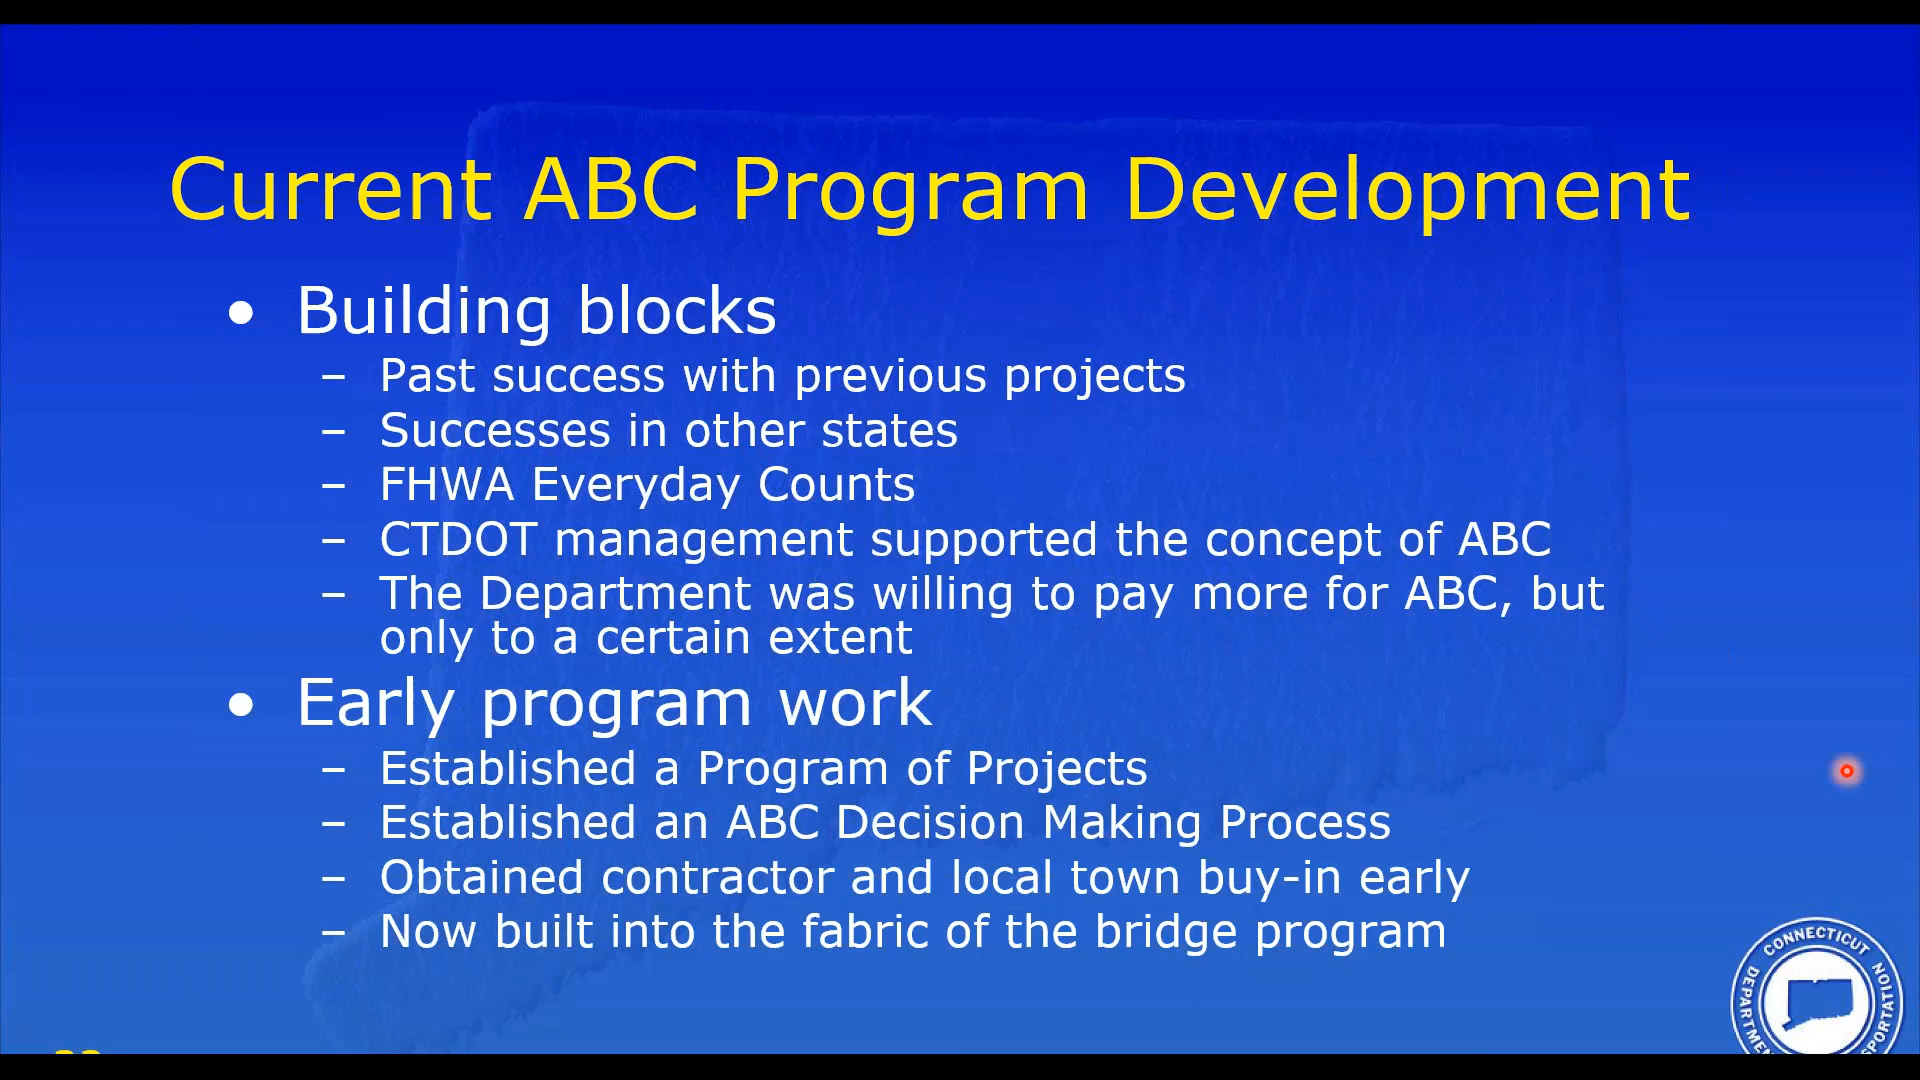 Current ABC Program Development
• Building blocks
– Past success with previous projects
– Successes in other states
– FHWA Everyday Counts
– CTDOT management supported the concept of ABC
– The Department was willing to pay more for ABC, but
only to a certain extent
• Early program work
– Established a Program of Projects
– Established an ABC Decision Making Process
– Obtained contractor and local town buy-in early
– Now built into the fabric of the bridge program
CONNECTICUT